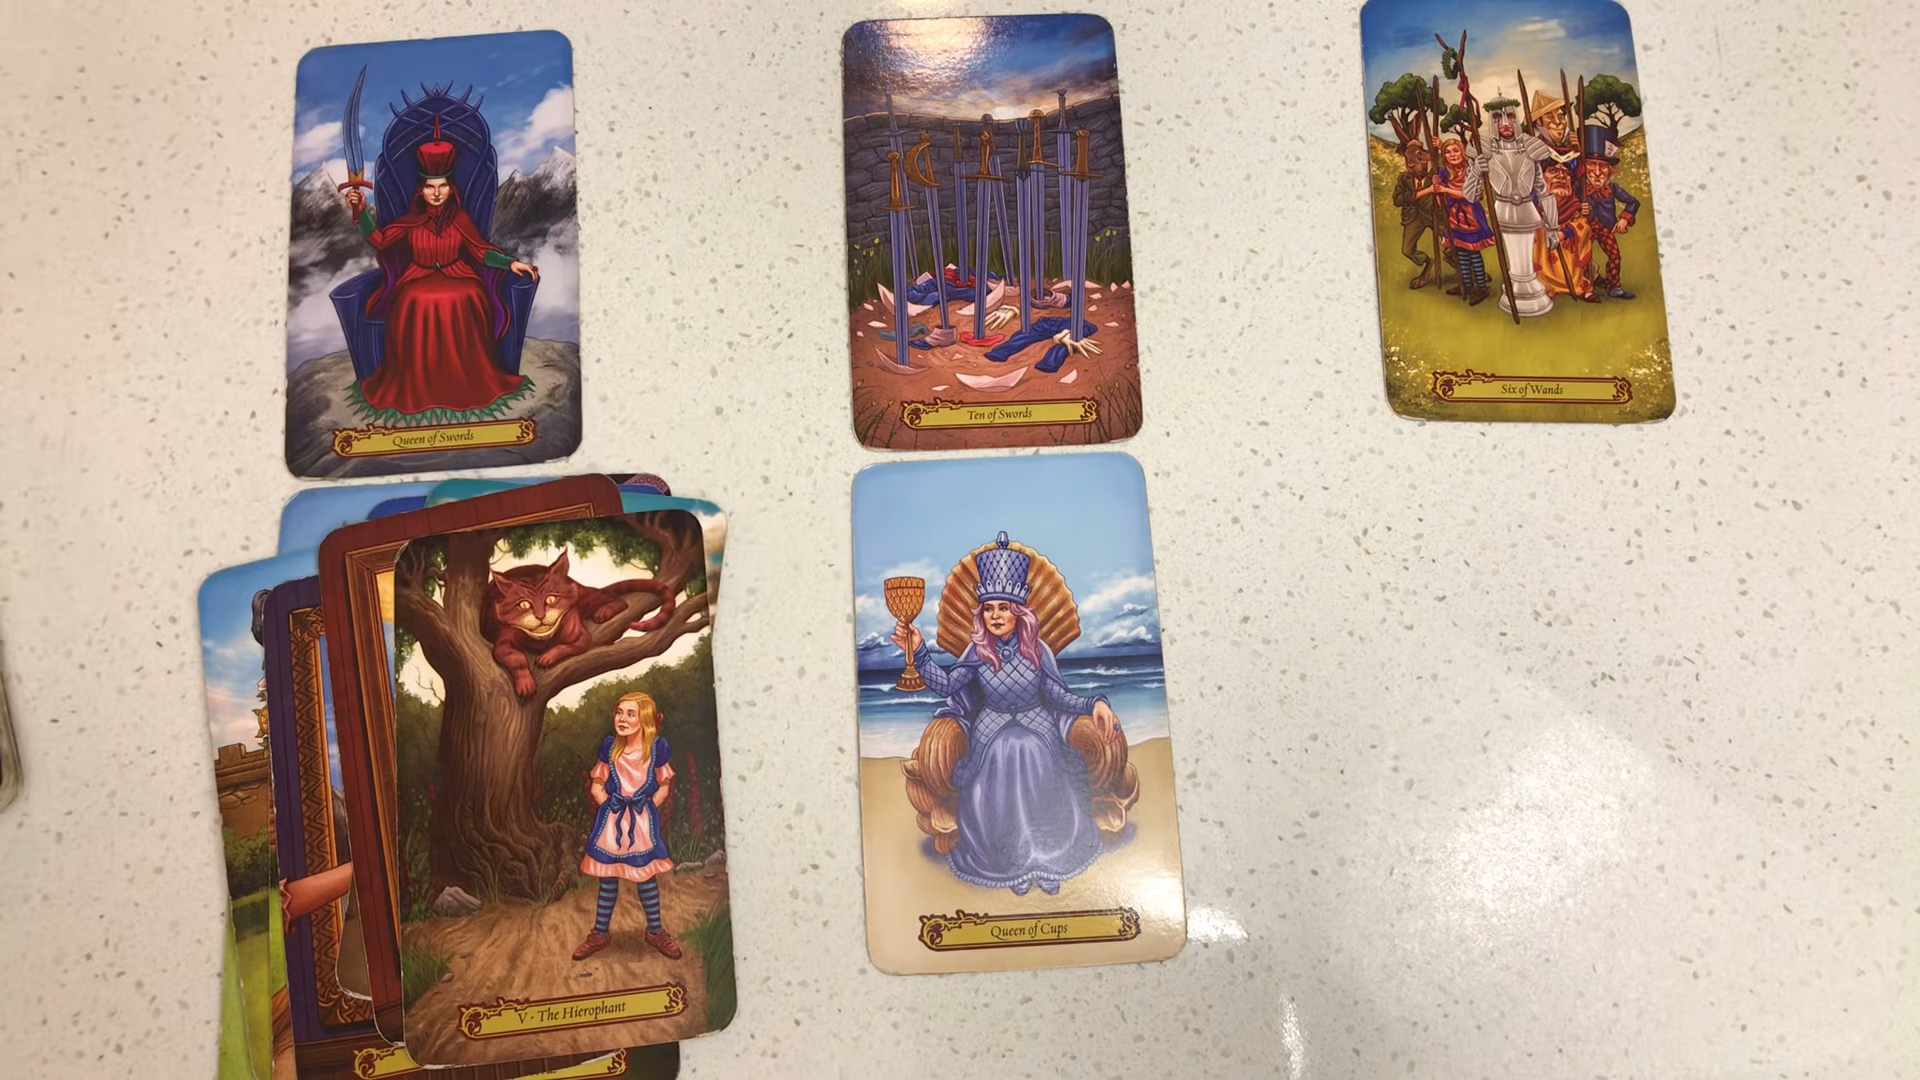 Queen of Swords
Ten of Swords
Six of Wands
Queen of Cups
V · The Hierophant